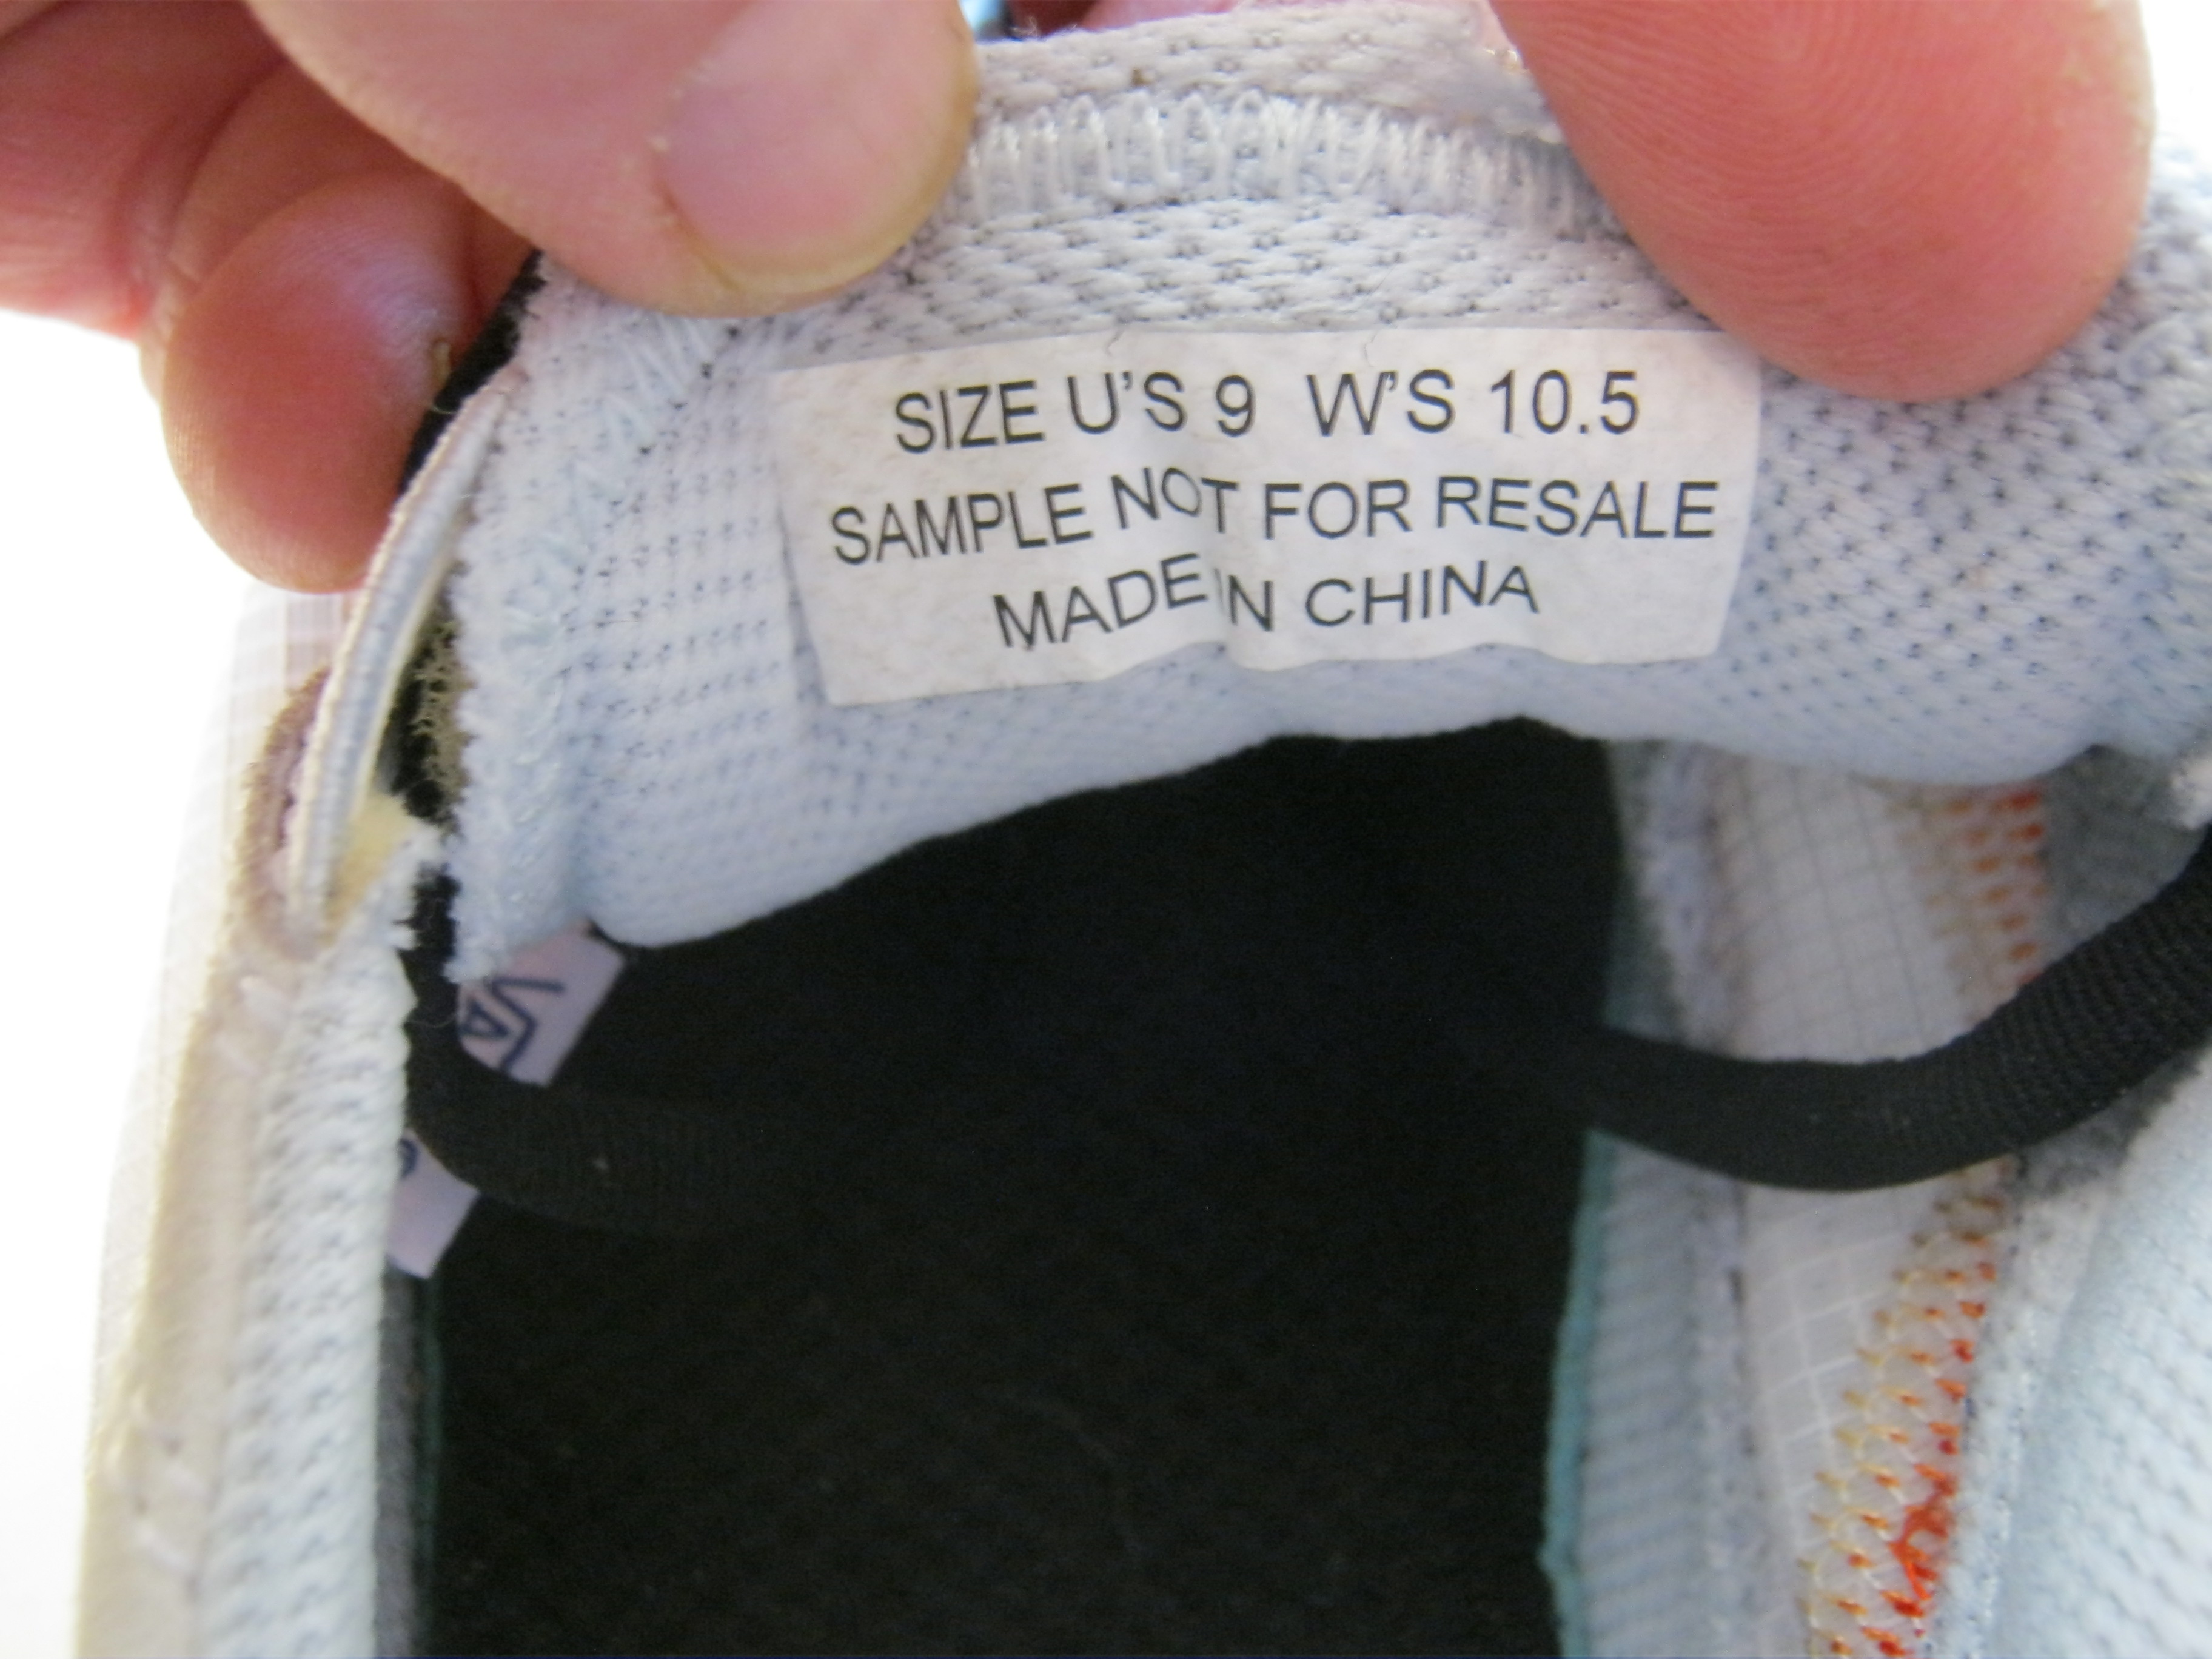 SIZE U'S 9 W'S 10.5
SAMPLE NOT FOR RESALE
MADE IN CHINA